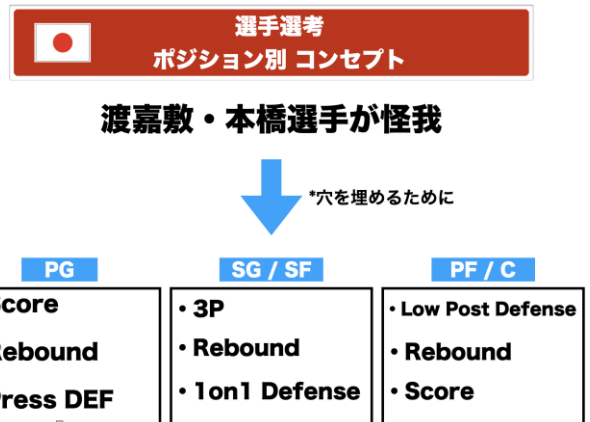 選手選考
ポジション別 コンセプト
渡嘉敷・本橋選手が怪我
*穴を埋めるために
PG
SG / SF
PF / C
core
ebound
ress DEF
・3P
・Rebound
・1on1 Defense
・Low Post Defense
・Rebound
・Score